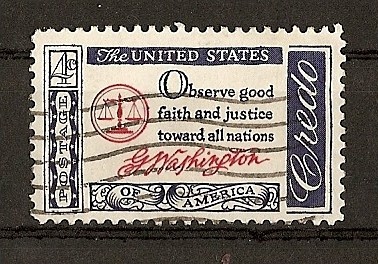 4¢
POSTAGE
The UNITED STATES
Observe good
faith and justice
toward all nations
G.Washington
OF AMERICA
Credo